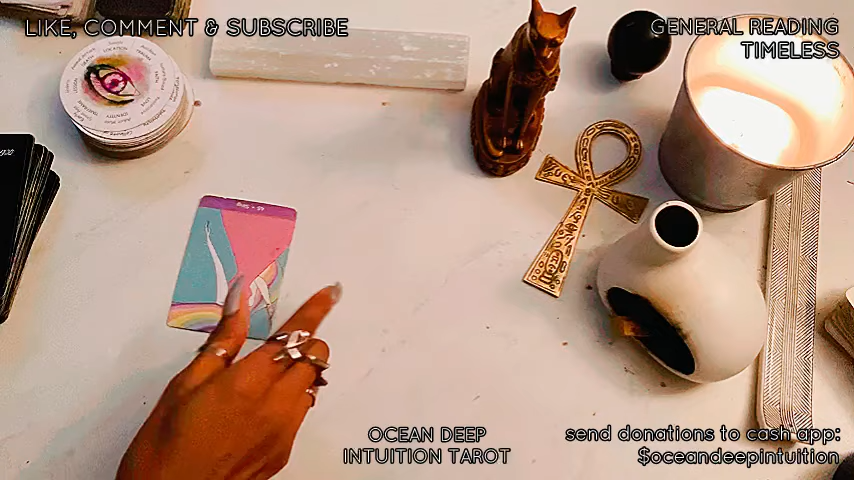 LIKE, COMMENT & SUBSCRIBE
GENERAL READING
TIMELESS
OCEAN DEEP
INTUITION TAROT
send donations to cash app:
$oceandeepintuition